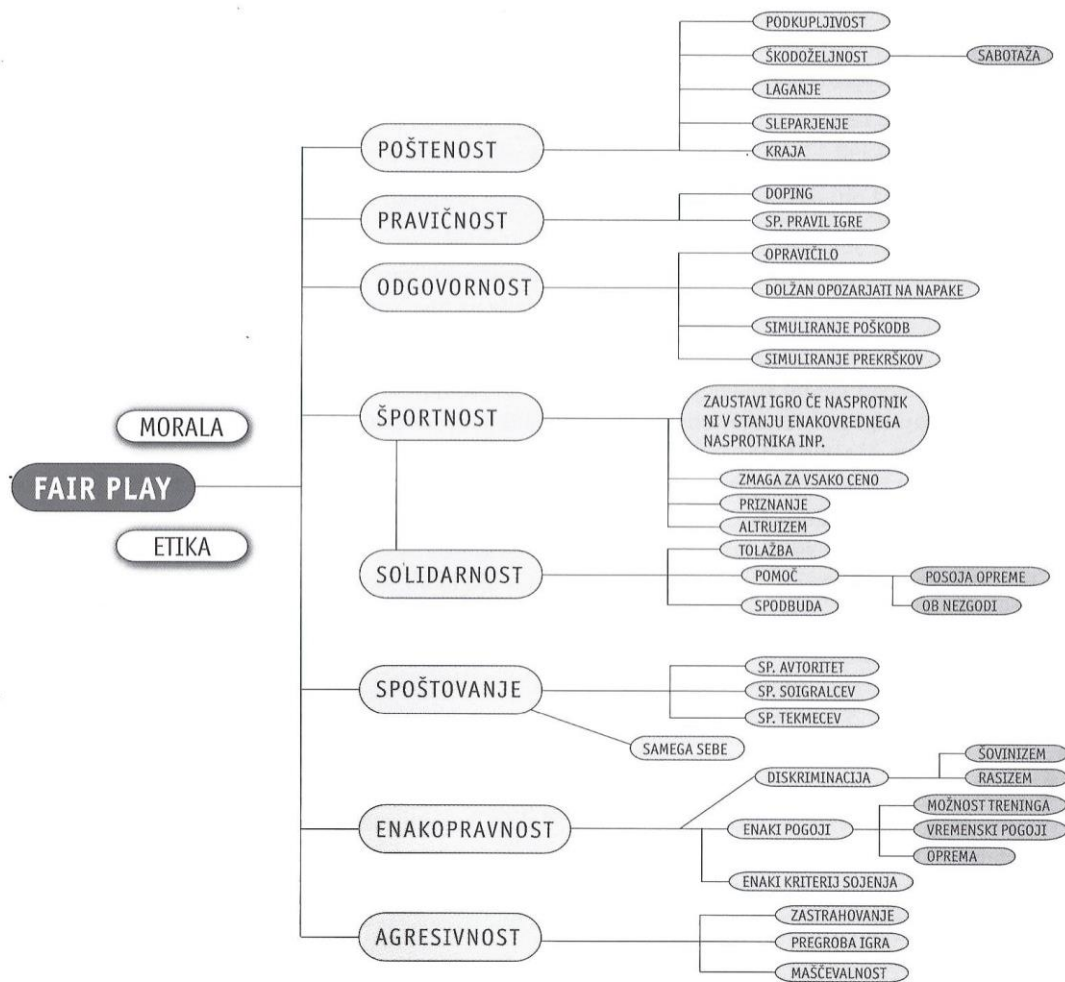 MORALA
FAIR PLAY
ETIKA
POŠTENOST
PODKUPLJIVOST
ŠKODOŽELJNOST
SABOTAŽA
LAGANJE
SLEPARJENJE
KRAJA
PRAVIČNOST
DOPING
SP. PRAVIL IGRE
ODGOVORNOST
OPRAVIČILO
DOLŽAN OPOZARJATI NA NAPAKE
SIMULIRANJE POŠKODB
SIMULIRANJE PREKRŠKOV
ŠPORTNOST
ZAUSTAVI IGRO ČE NASPROTNIK
NI V STANJU ENAKOVREDNEGA
NASPROTNIKA INP.
ZMAGA ZA VSAKO CENO
PRIZNANJE
ALTRUIZEM
SOLIDARNOST
TOLAŽBA
POMOČ
POSOJA OPREME
OB NEZGODI
SPODBUDA
SPOŠTOVANJE
SP. AVTORITET
SP. SOIGRALCEV
SP. TEKMECEV
SAMEGA SEBE
ENAKOPRAVNOST
DISKRIMINACIJA
ŠOVINIZEM
RASIZEM
ENAKI POGOJI
MOŽNOST TRENINGA
VREMENSKI POGOJI
OPREMA
ENAKI KRITERIJ SOJENJA
AGRESIVNOST
ZASTRAHOVANJE
PREGROBA IGRA
MAŠČEVALNOST